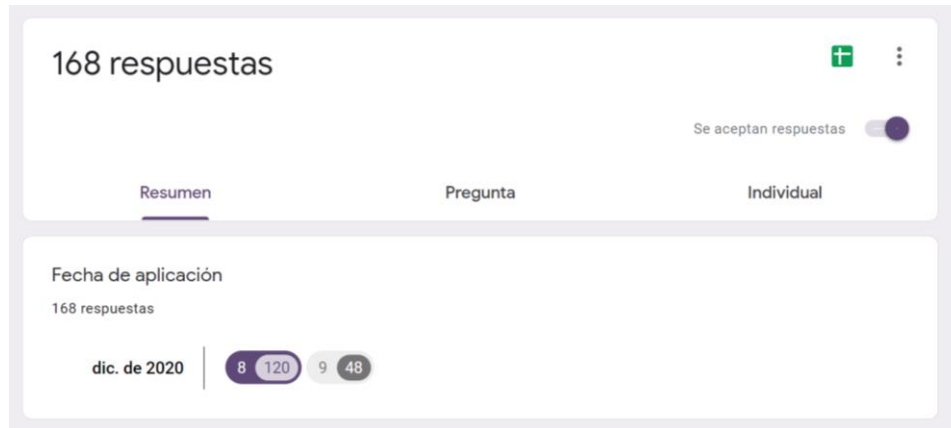 168 respuestas
Se aceptan respuestas
Resumen Pregunta Individual
Fecha de aplicación
168 respuestas
dic. de 2020 8 120 9 48